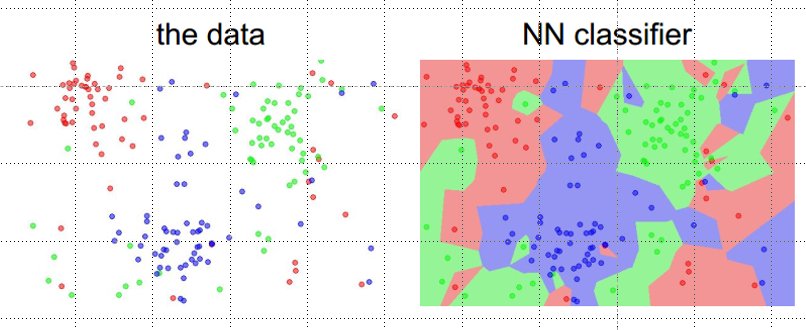 the data
NN classifier